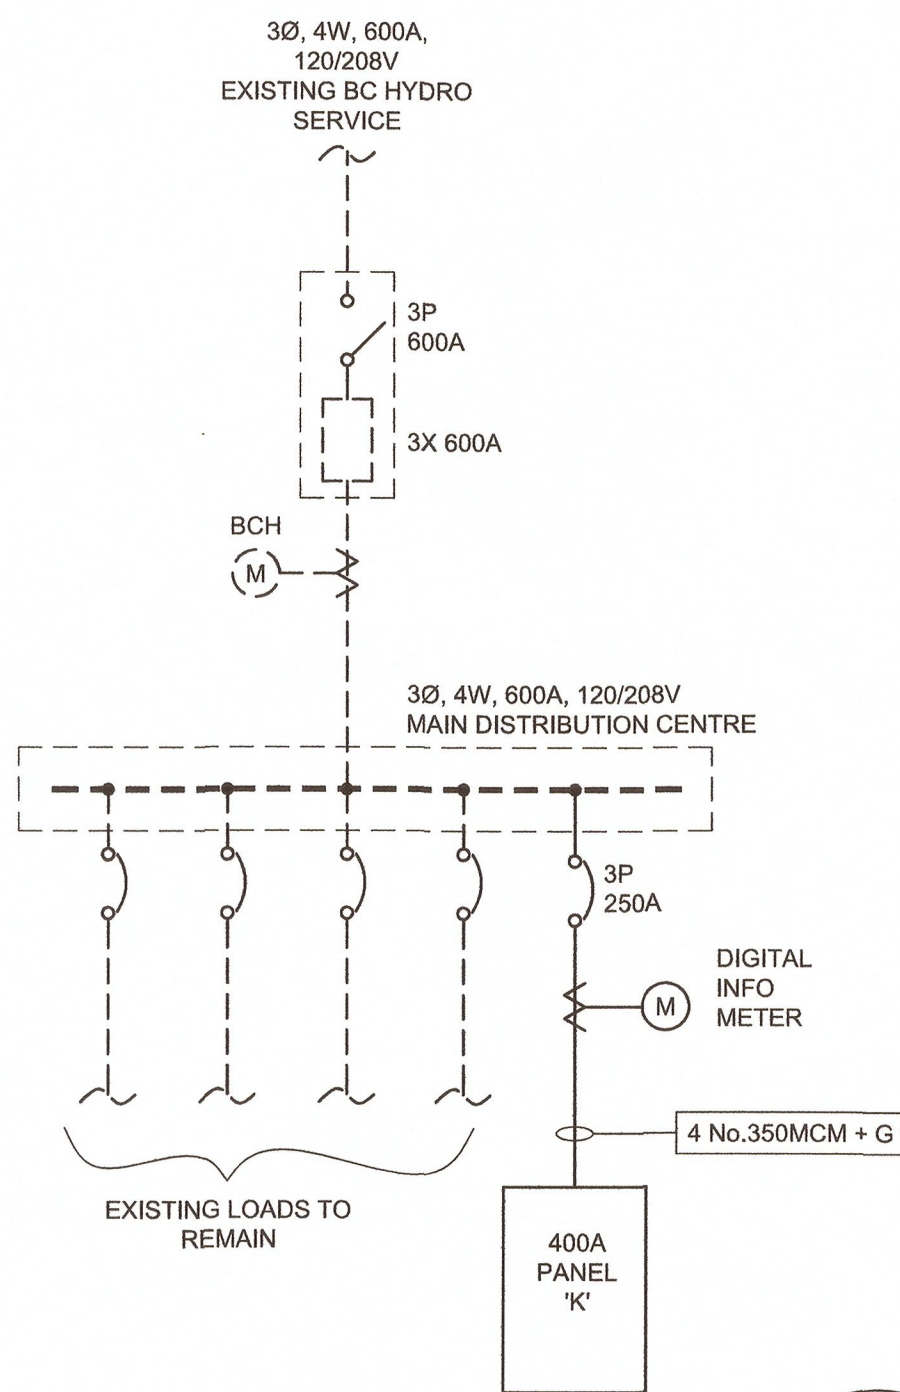 3Ø, 4W, 600A,
120/208V
EXISTING BC HYDRO
SERVICE
3P
600A
3X 600A
BCH
M
3Ø, 4W, 600A, 120/208V
MAIN DISTRIBUTION CENTRE
3P
250A
DIGITAL
INFO
METER
M
4 No.350MCM + G
EXISTING LOADS TO
REMAIN
400A
PANEL
'K'